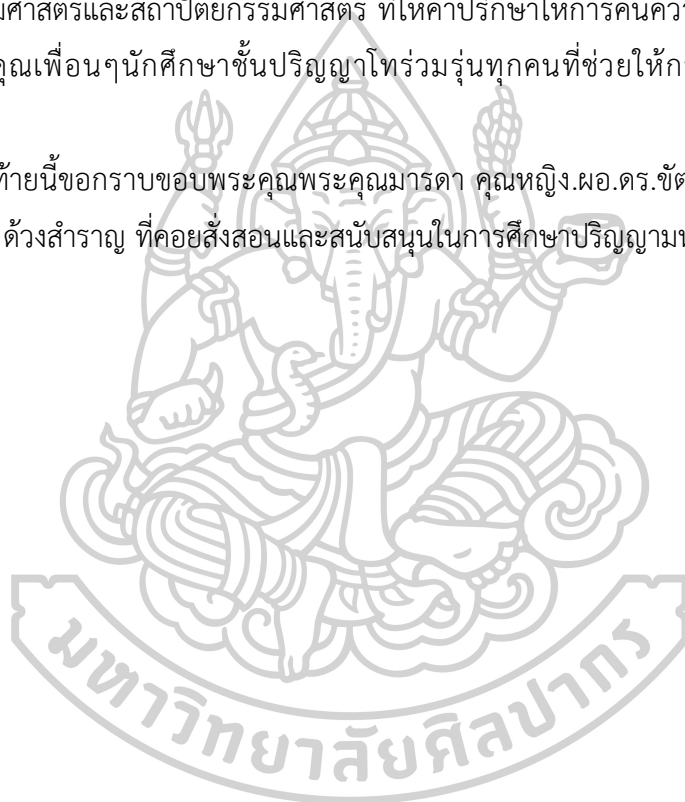 มศาสตรและสถาปตยกรรมศาสตร ที่ใหคำปรึกษาใหการคนควา
คุณเพื่อนๆนักศึกษาชั้นปริญญาโทร่วมรุ่นทุกคนที่ช่วยให้กา
ท้ายนี้ขอกราบขอบพระคุณพระคุณมารดา คุณหญิง.ผอ.ดร.ขัต
ด้วงสำราญ ที่คอยสั่งสอนและสนับสนุนในการศึกษาปริญญามห
มหาวิทยาลัยศิลปากร